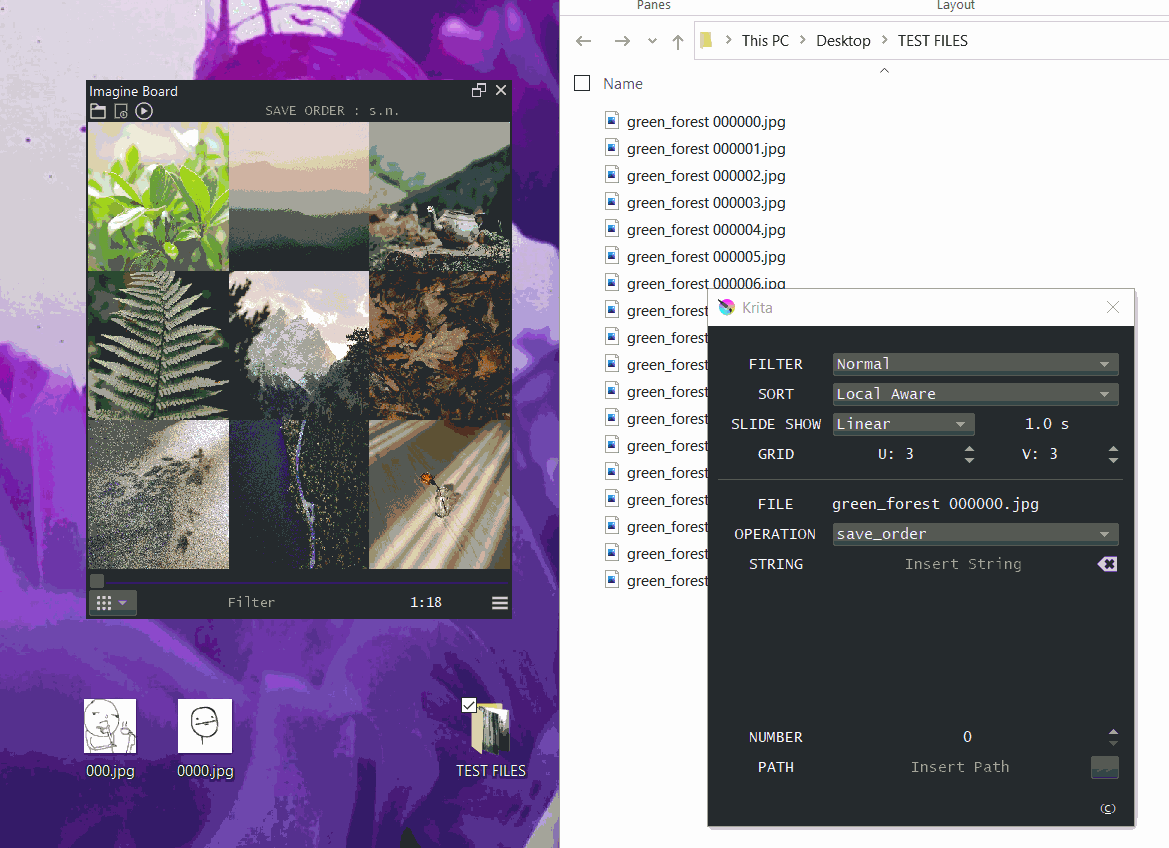 Imagine Board
SAVE ORDER : s.n.
Filter
1:18
000.jpg
0000.jpg
TEST FILES
Panes
Layout
This PC
Desktop
TEST FILES
Name
green_forest 000000.jpg
green_forest 000001.jpg
green_forest 000002.jpg
green_forest 000003.jpg
green_forest 000004.jpg
green_forest 000005.jpg
green_forest 000006.jpg
green_forest
green_forest
green_forest
green_forest
green_forest
green_forest
green_forest
green_forest
green_forest
green_forest
green_forest
Krita
FILTER Normal
SORT Local Aware
SLIDE SHOW Linear 1.0 s
GRID U: 3 V: 3
FILE green_forest 000000.jpg
OPERATION save_order
STRING Insert String
NUMBER 0
PATH Insert Path
(C)